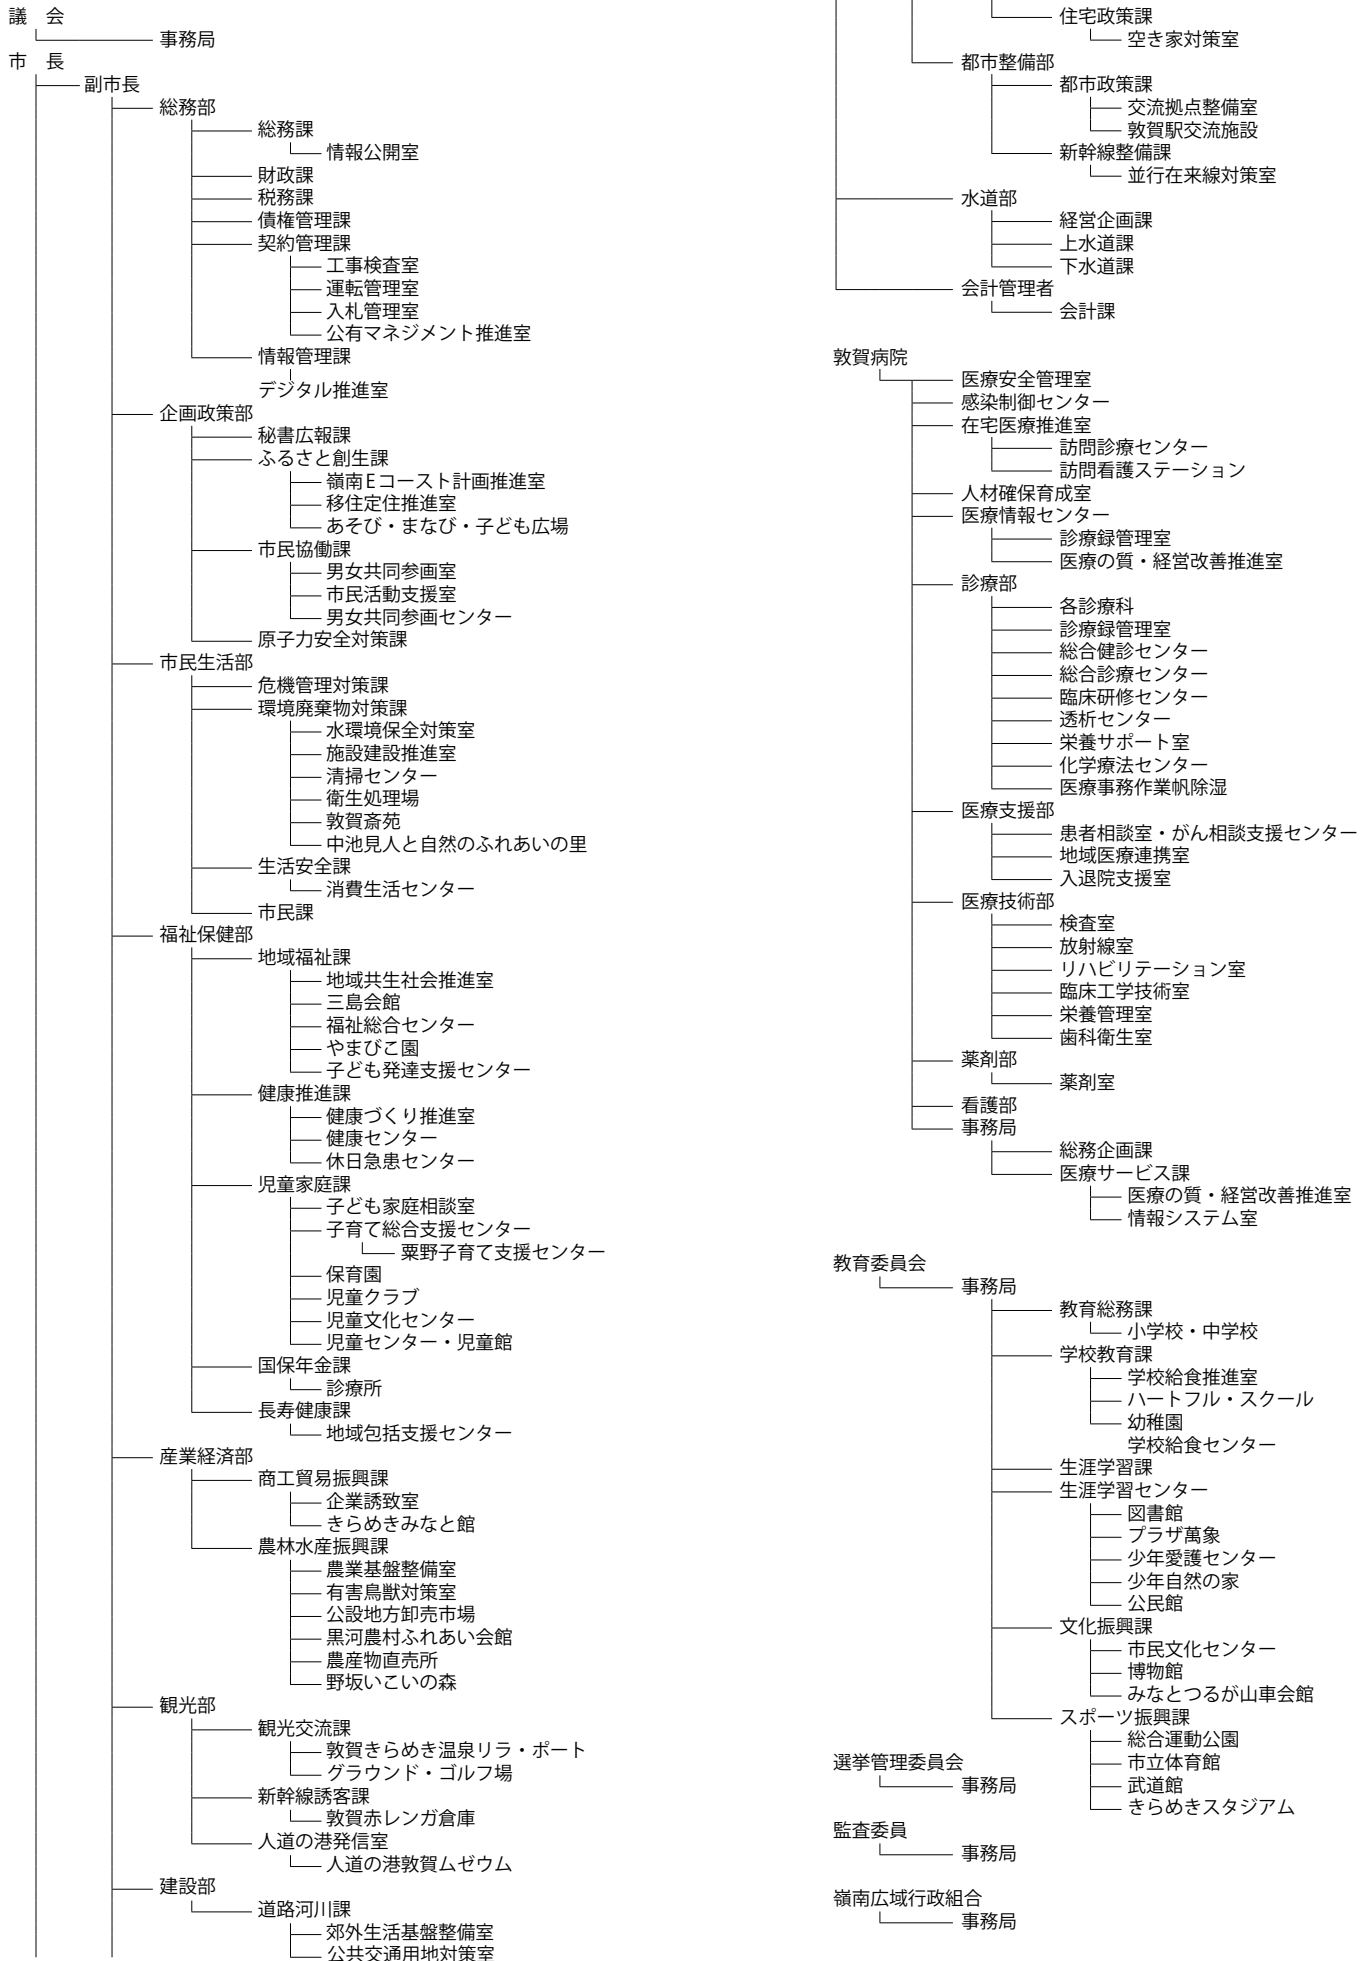 議　会
事務局
市　長
副市長
総務部
総務課
情報公開室
財政課
税務課
債権管理課
契約管理課
工事検査室
運転管理室
入札管理室
公有マネジメント推進室
情報管理課
デジタル推進室
企画政策部
秘書広報課
ふるさと創生課
嶺南Eコースト計画推進室
移住定住推進室
あそび・まなび・子ども広場
市民協働課
男女共同参画室
市民活動支援室
男女共同参画センター
原子力安全対策課
市民生活部
危機管理対策課
環境廃棄物対策課
水環境保全対策室
施設建設推進室
清掃センター
衛生処理場
敦賀斎苑
中池見人と自然のふれあいの里
生活安全課
消費生活センター
市民課
福祉保健部
地域福祉課
地域共生社会推進室
三島会館
福祉総合センター
やまびこ園
子ども発達支援センター
健康推進課
健康づくり推進室
健康センター
休日急患センター
児童家庭課
子ども家庭相談室
子育て総合支援センター
粟野子育て支援センター
保育園
児童クラブ
児童文化センター
児童センター・児童館
国保年金課
診療所
長寿健康課
地域包括支援センター
産業経済部
商工貿易振興課
企業誘致室
きらめきみなと館
農林水産振興課
農業基盤整備室
有害鳥獣対策室
公設地方卸売市場
黒河農村ふれあい会館
農産物直売所
野坂いこいの森
観光部
観光交流課
敦賀きらめき温泉リラ・ポート
グラウンド・ゴルフ場
新幹線誘客課
敦賀赤レンガ倉庫
人道の港発信室
人道の港敦賀ムゼウム
建設部
道路河川課
郊外生活基盤整備室
公共交通用地対策室
住宅政策課
空き家対策室
都市整備部
都市政策課
交流拠点整備室
敦賀駅交流施設
新幹線整備課
並行在来線対策室
水道部
経営企画課
上水道課
下水道課
会計管理者
会計課
敦賀病院
医療安全管理室
感染制御センター
在宅医療推進室
訪問診療センター
訪問看護ステーション
人材確保育成室
医療情報センター
診療録管理室
医療の質・経営改善推進室
診療部
各診療科
診療録管理室
総合健診センター
総合診療センター
臨床研修センター
透析センター
栄養サポート室
化学療法センター
医療事務作業帆除湿
医療支援部
患者相談室・がん相談支援センター
地域医療連携室
入退院支援室
医療技術部
検査室
放射線室
リハビリテーション室
臨床工学技術室
栄養管理室
歯科衛生室
薬剤部
薬剤室
看護部
事務局
総務企画課
医療サービス課
医療の質・経営改善推進室
情報システム室
教育委員会
事務局
教育総務課
小学校・中学校
学校教育課
学校給食推進室
ハートフル・スクール
幼稚園
学校給食センター
生涯学習課
生涯学習センター
図書館
プラザ萬象
少年愛護センター
少年自然の家
公民館
文化振興課
市民文化センター
博物館
みなとつるが山車会館
スポーツ振興課
総合運動公園
市立体育館
武道館
きらめきスタジアム
選挙管理委員会
事務局
監査委員
事務局
嶺南広域行政組合
事務局